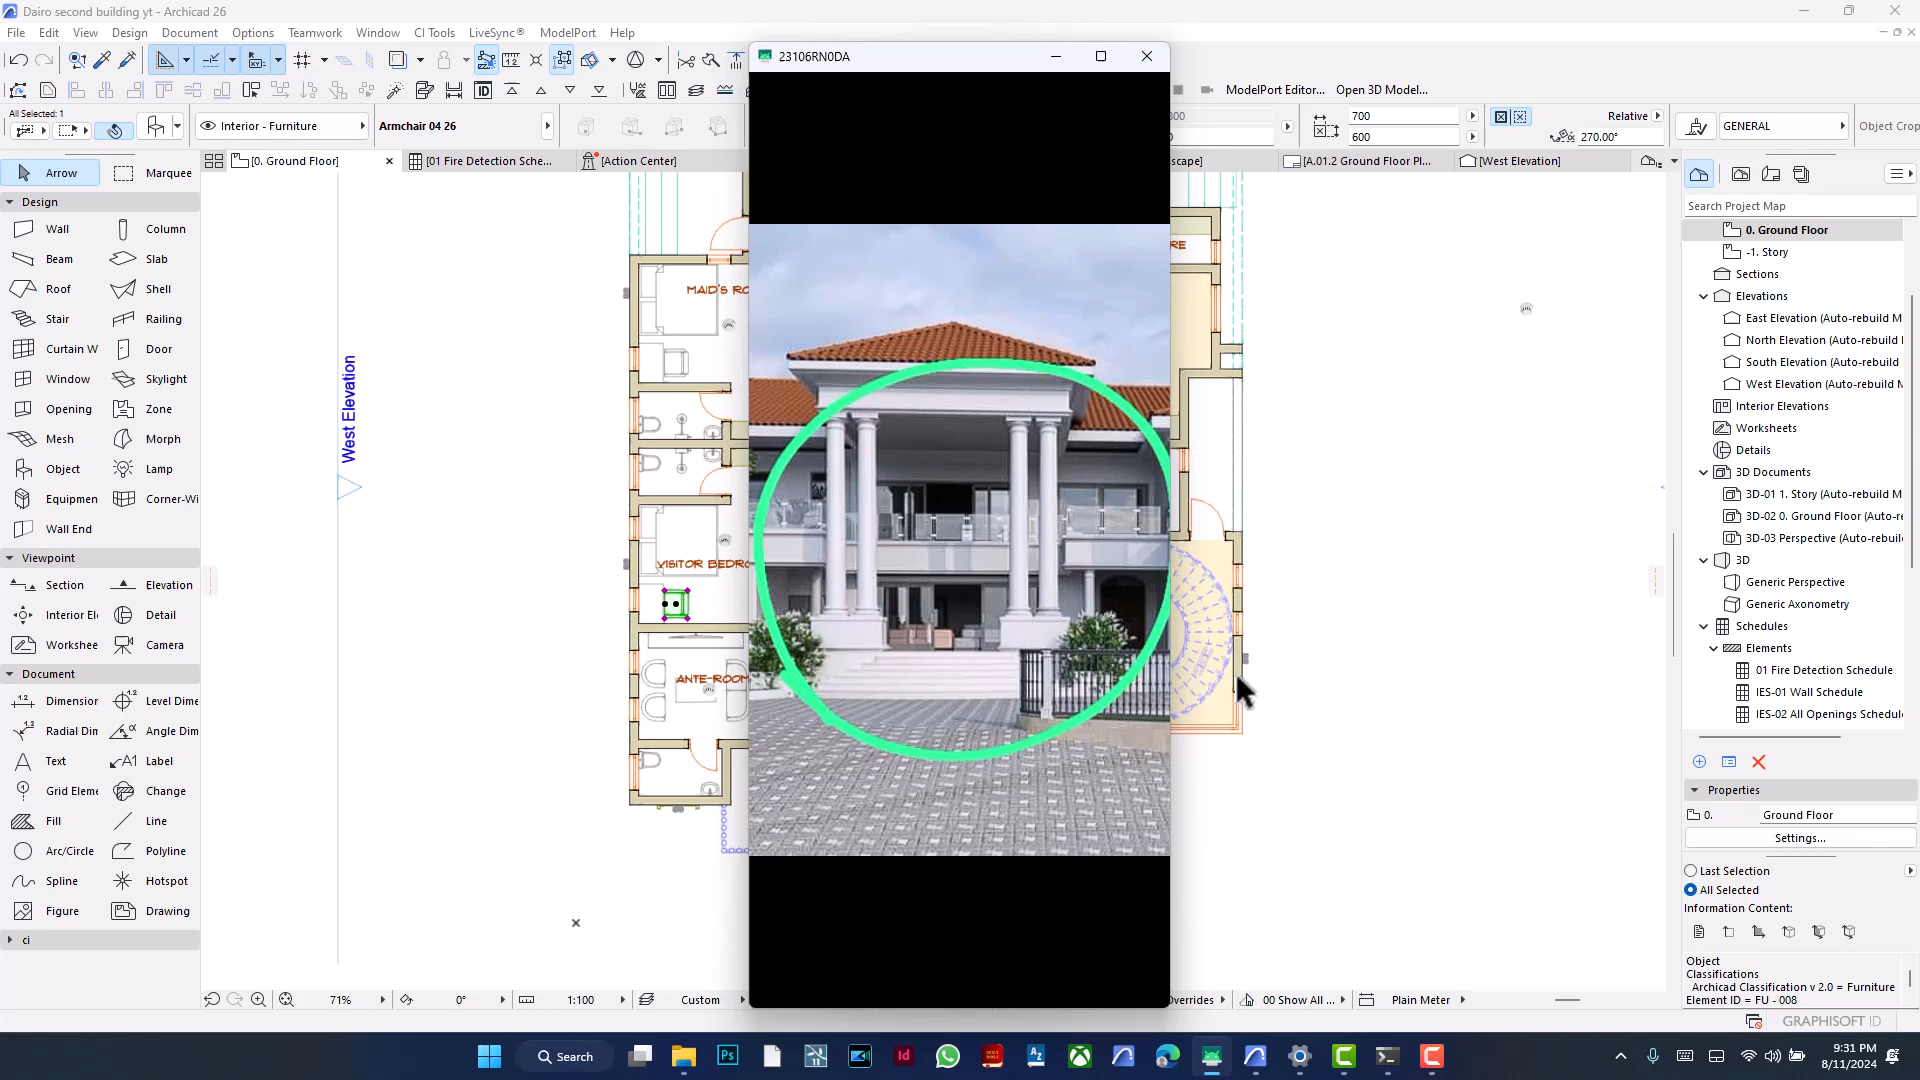 Dairo second building yt - Archicad 26
File Edit View Design Document Options Teamwork Window CI Tools LiveSync® ModelPort Help
23106RN0DA
ModelPort Editor... Open 3D Model...
All Selected: 1
Interior - Furniture
Armchair 04 26
700
600
Relative
270.00°
GENERAL
Object Crop
[0. Ground Floor]
[01 Fire Detection Sche...
[Action Center]
scape]
[A.01.2 Ground Floor Pl...
[West Elevation]
Arrow Marquee
Design
Wall Column
Beam Slab
Roof Shell
Stair Railing
Curtain W Door
Window Skylight
Opening Zone
Mesh Morph
Object Lamp
Equipmen Corner-Wi
Wall End
Viewpoint
Section Elevation
Interior El Detail
Workshee Camera
Document
Dimension Level Dime
Radial Dim Angle Dim
Text Label
Grid Eleme Change
Fill Line
Arc/Circle Polyline
Spline Hotspot
Figure Drawing
ci
West Elevation
MAID'S RO
VISITOR BEDRO
ANTE-ROOM
RE
Search Project Map
0. Ground Floor
-1. Story
Sections
Elevations
East Elevation (Auto-rebuild M
North Elevation (Auto-rebuild
South Elevation (Auto-rebuild
West Elevation (Auto-rebuild M
Interior Elevations
Worksheets
Details
3D Documents
3D-01 1. Story (Auto-rebuild M
3D-02 0. Ground Floor (Auto-re
3D-03 Perspective (Auto-rebuild
3D
Generic Perspective
Generic Axonometry
Schedules
Elements
01 Fire Detection Schedule
IES-01 Wall Schedule
IES-02 All Openings Schedule
Properties
0. Ground Floor
Settings...
Last Selection
All Selected
Information Content:
Object
Classifications
Archicad Classification v 2.0 = Furniture
Element ID = FU - 008
71% 0° 1:100 Custom
Overrides 00 Show All ... Plain Meter
GRAPHISOFT ID
Search
9:31 PM
8/11/2024